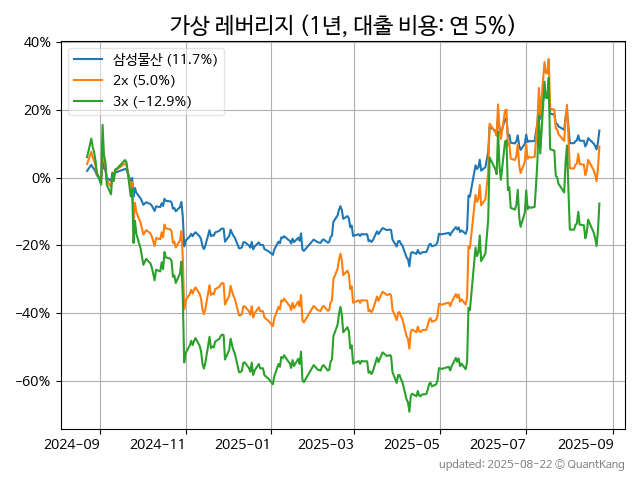 가상 레버리지 (1년, 대출 비용: 연 5%)
삼성물산 (11.7%)
2x (5.0%)
3x (−12.9%)
40%
20%
0%
−20%
−40%
−60%
2024-09 2024-11 2025-01 2025-03 2025-05 2025-07 2025-09
updated: 2025-08-22 © QuantKang